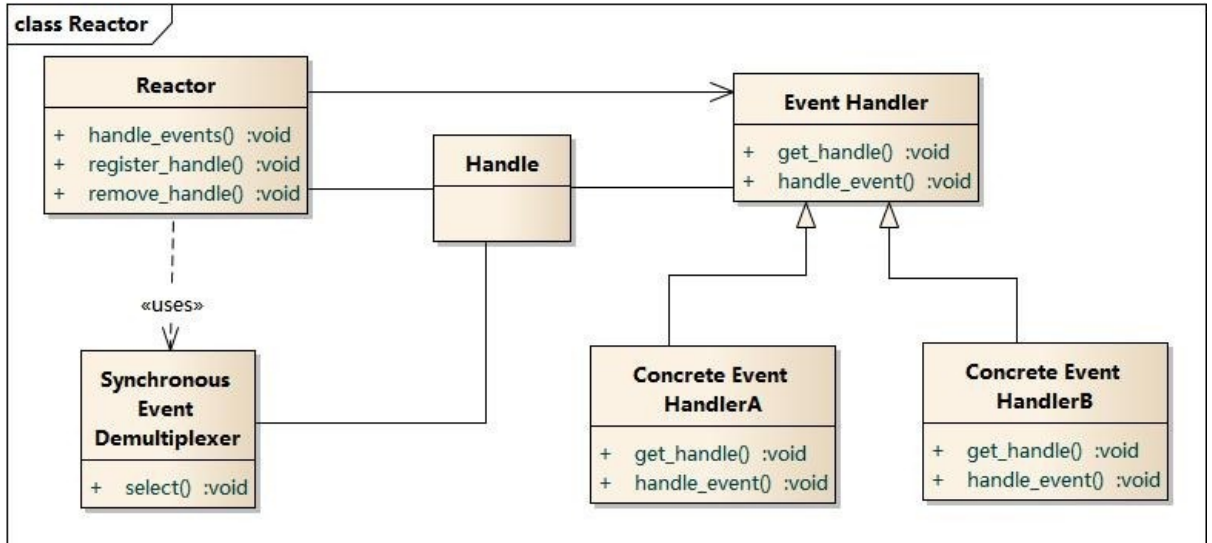 class Reactor
Reactor
+ handle_events() :void
+ register_handle() :void
+ remove_handle() :void
Handle
Event Handler
+ get_handle() :void
+ handle_event() :void
«uses»
Synchronous
Event
Demultiplexer
+ select() :void
Concrete Event
HandlerA
+ get_handle() :void
+ handle_event() :void
Concrete Event
HandlerB
+ get_handle() :void
+ handle_event() :void